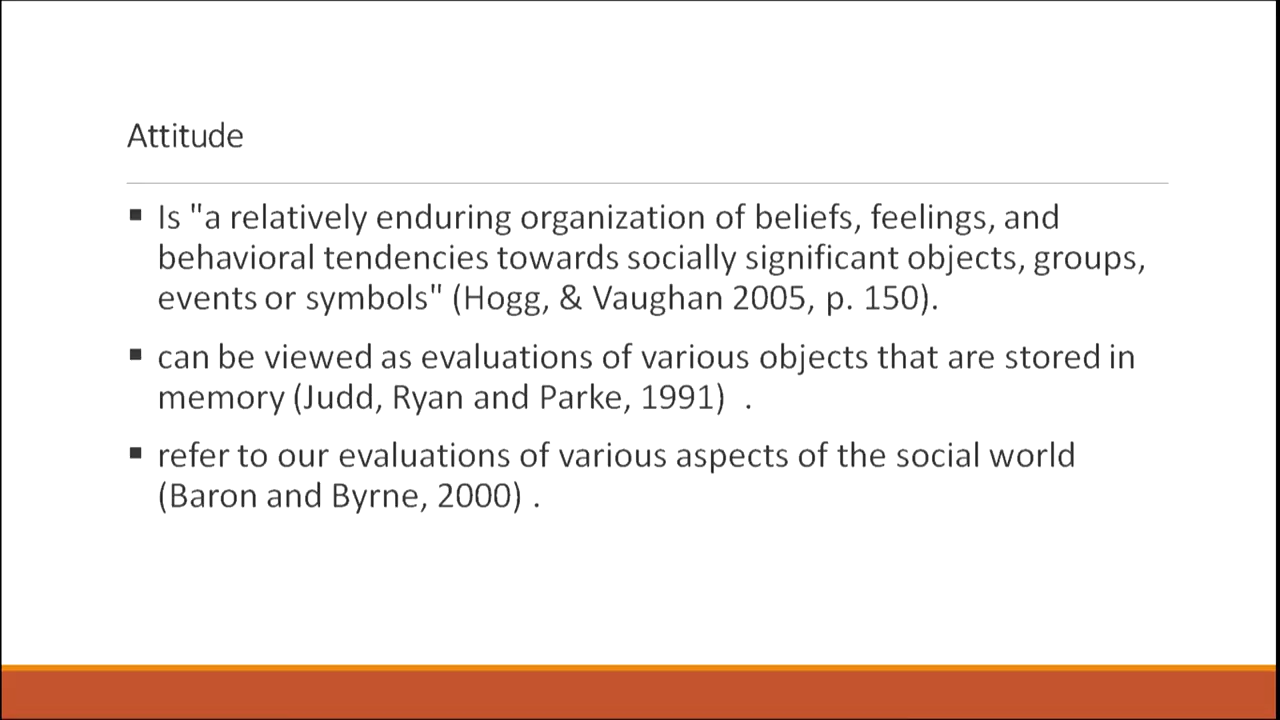 Attitude
▪ Is "a relatively enduring organization of beliefs, feelings, and
behavioral tendencies towards socially significant objects, groups,
events or symbols" (Hogg, & Vaughan 2005, p. 150).
▪ can be viewed as evaluations of various objects that are stored in
memory (Judd, Ryan and Parke, 1991)  .
▪ refer to our evaluations of various aspects of the social world
(Baron and Byrne, 2000) .